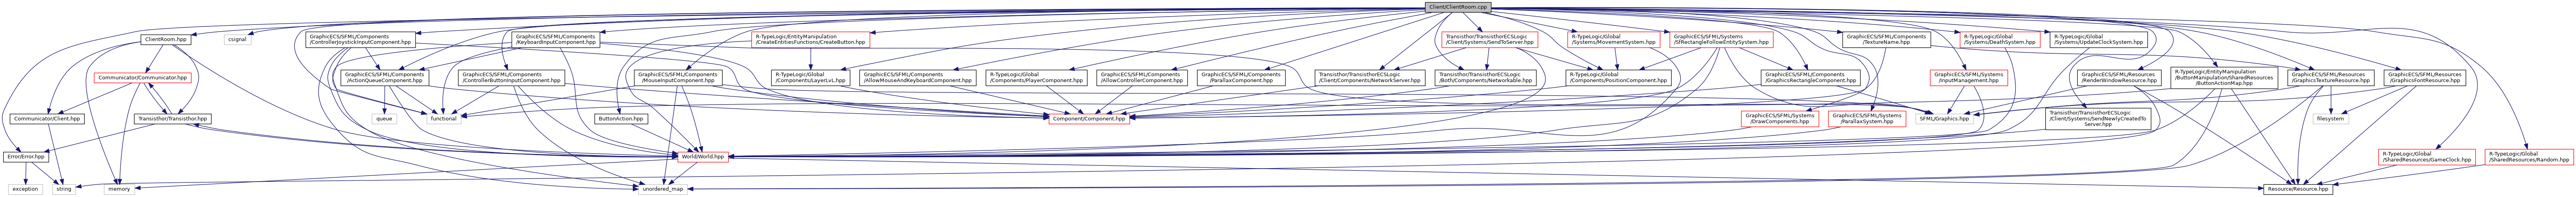 Client/ClientRoom.cpp
ClientRoom.hpp
csignal
GraphicECS/SFML/Components
/ControllerJoystickInputComponent.hpp
GraphicECS/SFML/Components
/KeyboardInputComponent.hpp
R-TypeLogic/EntityManipulation
/CreateEntitiesFunctions/CreateButton.hpp
Transisthor/TransisthorECSLogic
/Client/Systems/SendToServer.hpp
R-TypeLogic/Global
/Systems/MovementSystem.hpp
GraphicECS/SFML/Systems
/SfRectangleFollowEntitySystem.hpp
GraphicECS/SFML/Components
/TextureName.hpp
R-TypeLogic/Global
/Systems/DeathSystem.hpp
R-TypeLogic/Global
/Systems/UpdateClockSystem.hpp
Communicator/Communicator.hpp
GraphicECS/SFML/Components
/ActionQueueComponent.hpp
GraphicECS/SFML/Components
/ControllerButtonInputComponent.hpp
GraphicECS/SFML/Components
/MouseInputComponent.hpp
R-TypeLogic/Global
/Components/LayerLvL.hpp
GraphicECS/SFML/Components
/AllowMouseAndKeyboardComponent.hpp
R-TypeLogic/Global
/Components/PlayerComponent.hpp
GraphicECS/SFML/Components
/AllowControllerComponent.hpp
GraphicECS/SFML/Components
/ParallaxComponent.hpp
Transisthor/TransisthorECSLogic
/Client/Components/NetworkServer.hpp
Transisthor/TransisthorECSLogic
/Both/Components/Networkable.hpp
R-TypeLogic/Global
/Components/PositionComponent.hpp
GraphicECS/SFML/Components
/GraphicsRectangleComponent.hpp
GraphicECS/SFML/Systems
/InputManagement.hpp
GraphicECS/SFML/Resources
/RenderWindowResource.hpp
R-TypeLogic/EntityManipulation
/ButtonManipulation/SharedResources
/ButtonActionMap.hpp
GraphicECS/SFML/Resources
/GraphicsTextureResource.hpp
GraphicECS/SFML/Resources
/GraphicsFontResource.hpp
Communicator/Client.hpp
Transisthor/Transisthor.hpp
queue
functional
ButtonAction.hpp
Component/Component.hpp
GraphicECS/SFML/Systems
/DrawComponents.hpp
GraphicECS/SFML/Systems
/ParallaxSystem.hpp
SFML/Graphics.hpp
Transisthor/TransisthorECSLogic
/Client/Systems/SendNewlyCreatedTo
Server.hpp
filesystem
Error/Error.hpp
World/World.hpp
R-TypeLogic/Global
/SharedResources/GameClock.hpp
R-TypeLogic/Global
/SharedResources/Random.hpp
exception
string
memory
unordered_map
Resource/Resource.hpp